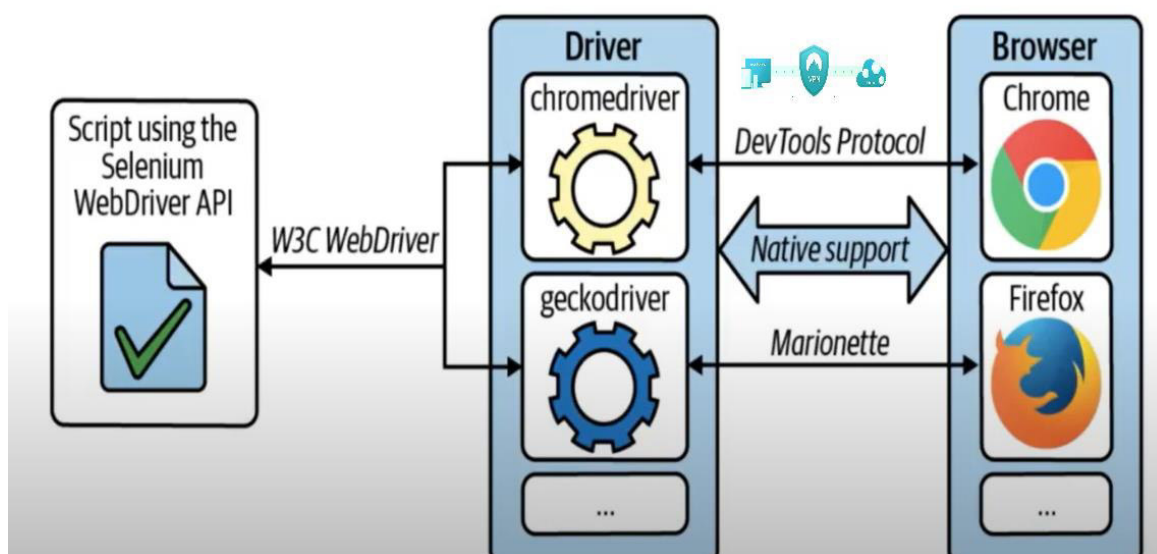 Script using the
Selenium
WebDriver API
W3C WebDriver
Driver
chromedriver
geckodriver
...
VPN
DevTools Protocol
Native support
Marionette
Browser
Chrome
Firefox
...